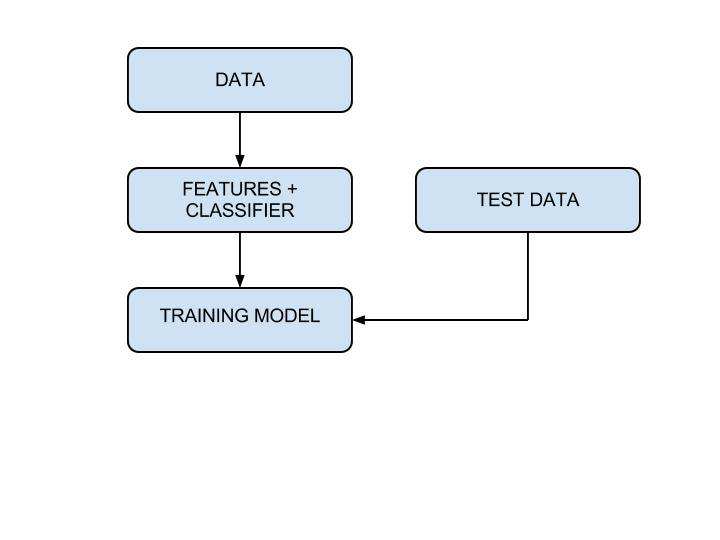 DATA
FEATURES +
CLASSIFIER
TEST DATA
TRAINING MODEL